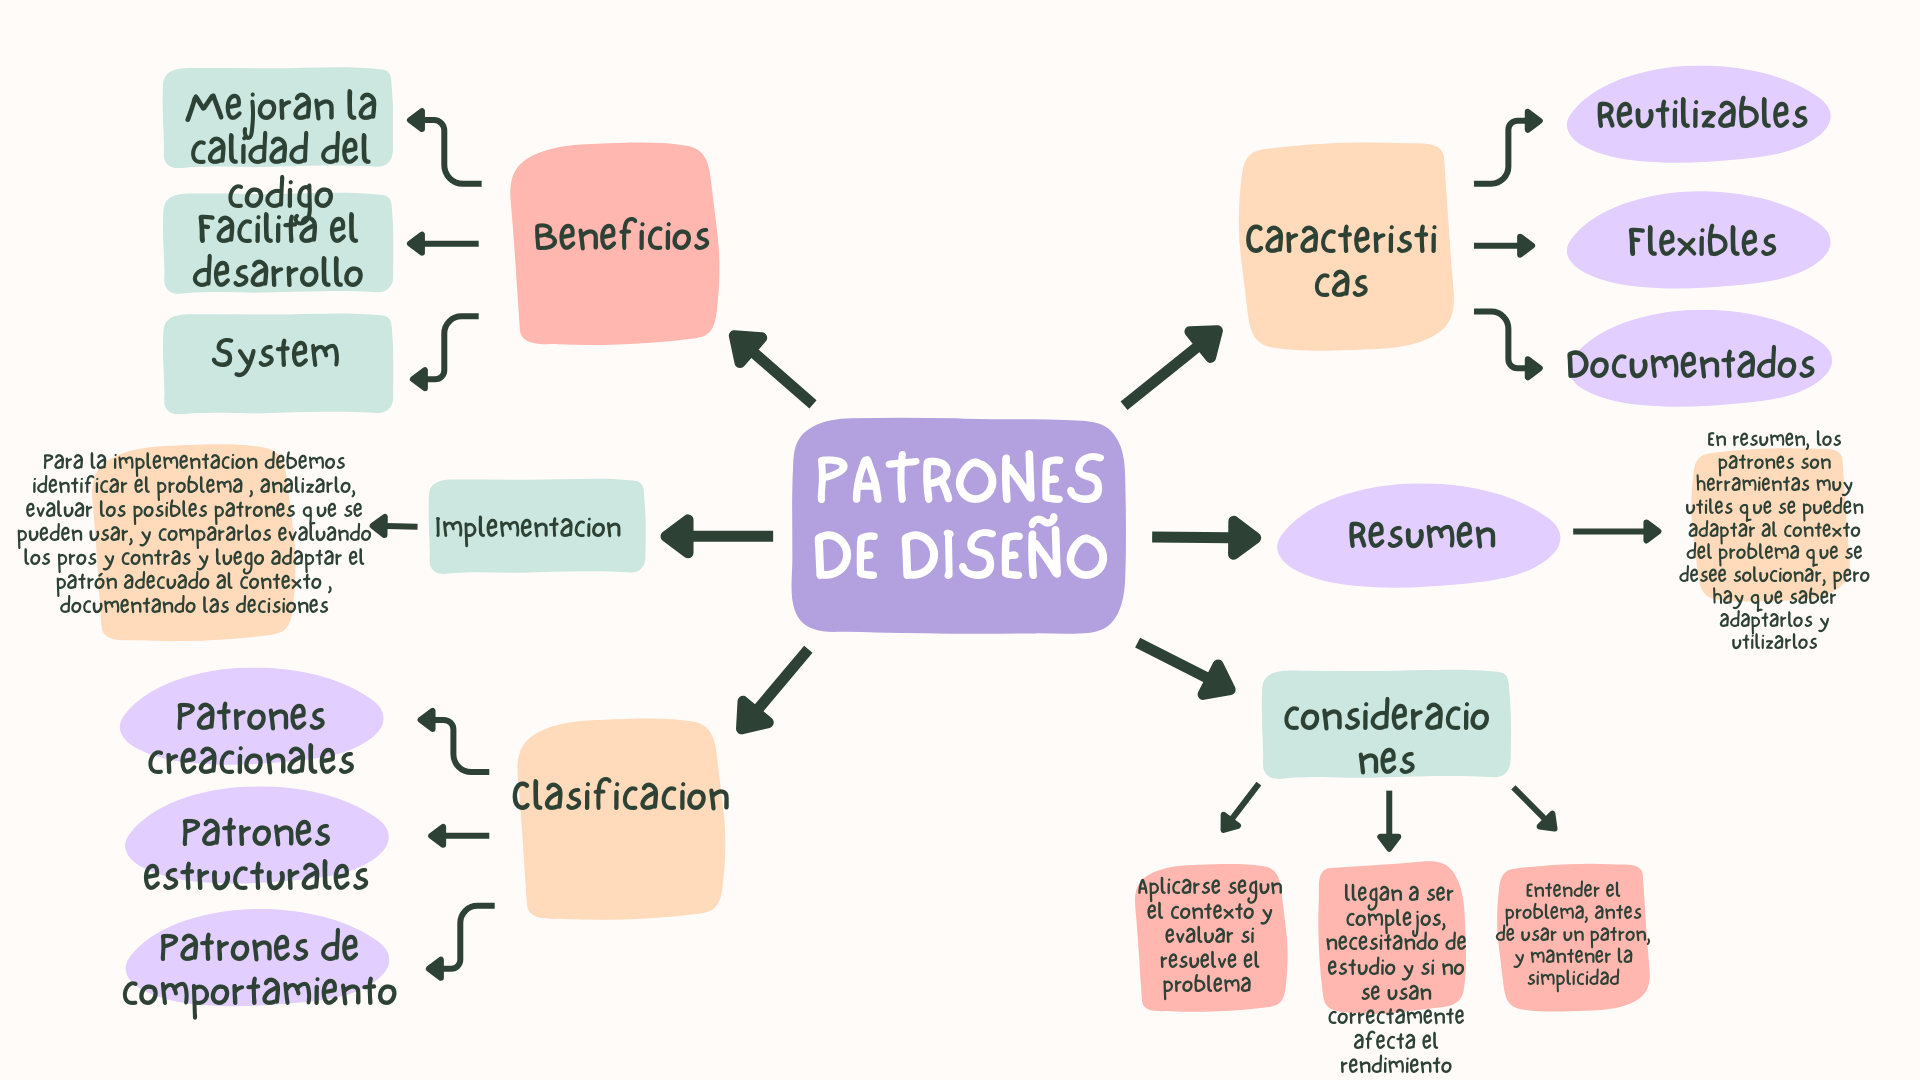 Mejoran la
calidad del
codigo
Facilita el
desarrollo
System
Beneficios
Caracteristi
cas
Reutilizables
Flexibles
Documentados
PATRONES
DE DISEÑO
Para la implementacion debemos
identificar el problema , analizarlo,
evaluar los posibles patrones que se
pueden usar, y compararlos evaluando
los pros y contras y luego adaptar el
patrón adecuado al contexto ,
documentando las decisiones
Implementacion
Resumen
En resumen, los
patrones son
herramientas muy
utiles que se pueden
adaptar al contexto
del problema que se
desee solucionar, pero
hay que saber
adaptarlos y
utilizarlos
Patrones
creacionales
Patrones
estructurales
Patrones de
comportamiento
Clasificacion
consideracio
nes
Aplicarse segun
el contexto y
evaluar si
resuelve el
problema
llegan a ser
complejos,
necesitando de
estudio y si no
se usan
correctamente
afecta el
rendimiento
Entender el
problema, antes
de usar un patron,
y mantener la
simplicidad